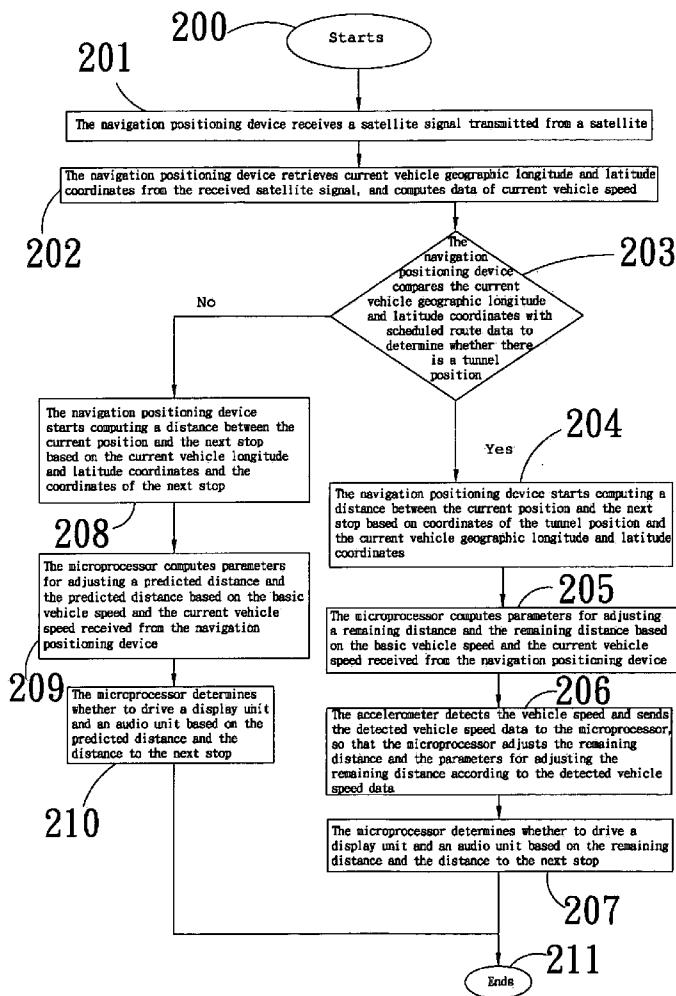 200
Starts
201
The navigation positioning device receives a satellite signal transmitted from a satellite
The navigation positioning device retrieves current vehicle geographic longitude and latitude
coordinates from the received satellite signal, and computes data of current vehicle speed
202
203
The
navigation
positioning device
compares the current
vehicle geographic longitude
and latitude coordinates with
scheduled route data to
determine whether there
is a tunnel
position
No
Yes
The navigation positioning device
starts computing a distance between the
current position and the next stop
based on the current vehicle longitude
and latitude coordinates and the
coordinates of the next stop
208
204
The navigation positioning device starts computing a
distance between the current position and the next
stop based on coordinates of the tunnel position and
the current vehicle geographic longitude and latitude
coordinates
The microprocessor computes parameters
for adjusting a predicted distance and
the predicted distance based on the basic
vehicle speed and the current vehicle
speed received from the navigation
positioning device
209
205
The microprocessor computes parameters for adjusting
a remaining distance and the remaining distance based
on the basic vehicle speed and the current vehicle
speed received from the navigation positioning device
The microprocessor determines
whether to drive a display unit
and an audio unit based on the
predicted distance and the
distance to the next stop
210
206
The accelerometer detects the vehicle speed and sends
the detected vehicle speed data to the microprocessor,
so that the microprocessor adjusts the remaining
distance and the parameters for adjusting the
remaining distance according to the detected vehicle
speed data
The microprocessor determines whether to drive a
display unit and an audio unit based on the remaining
distance and the distance to the next stop
207
211
Ends